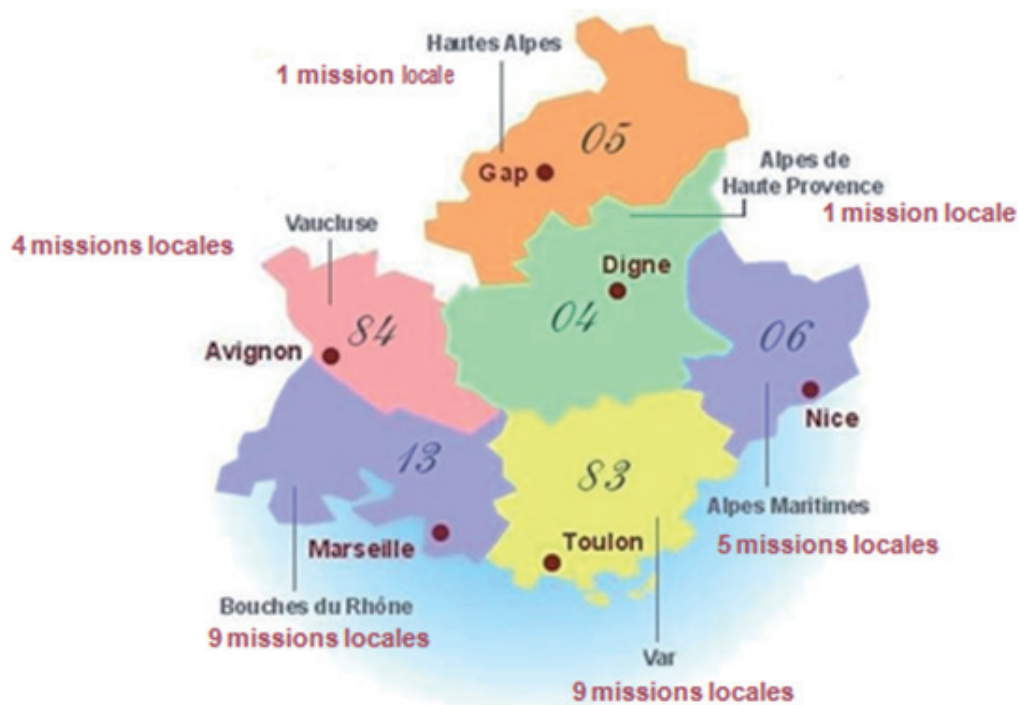 Hautes Alpes
1 mission locale
05
Gap
Alpes de
Haute Provence
1 mission locale
Vaucluse
4 missions locales
Digne
84
04
06
Avignon
Nice
13
83
Alpes Maritimes
5 missions locales
Marseille
Toulon
Bouches du Rhône
9 missions locales
Var
9 missions locales